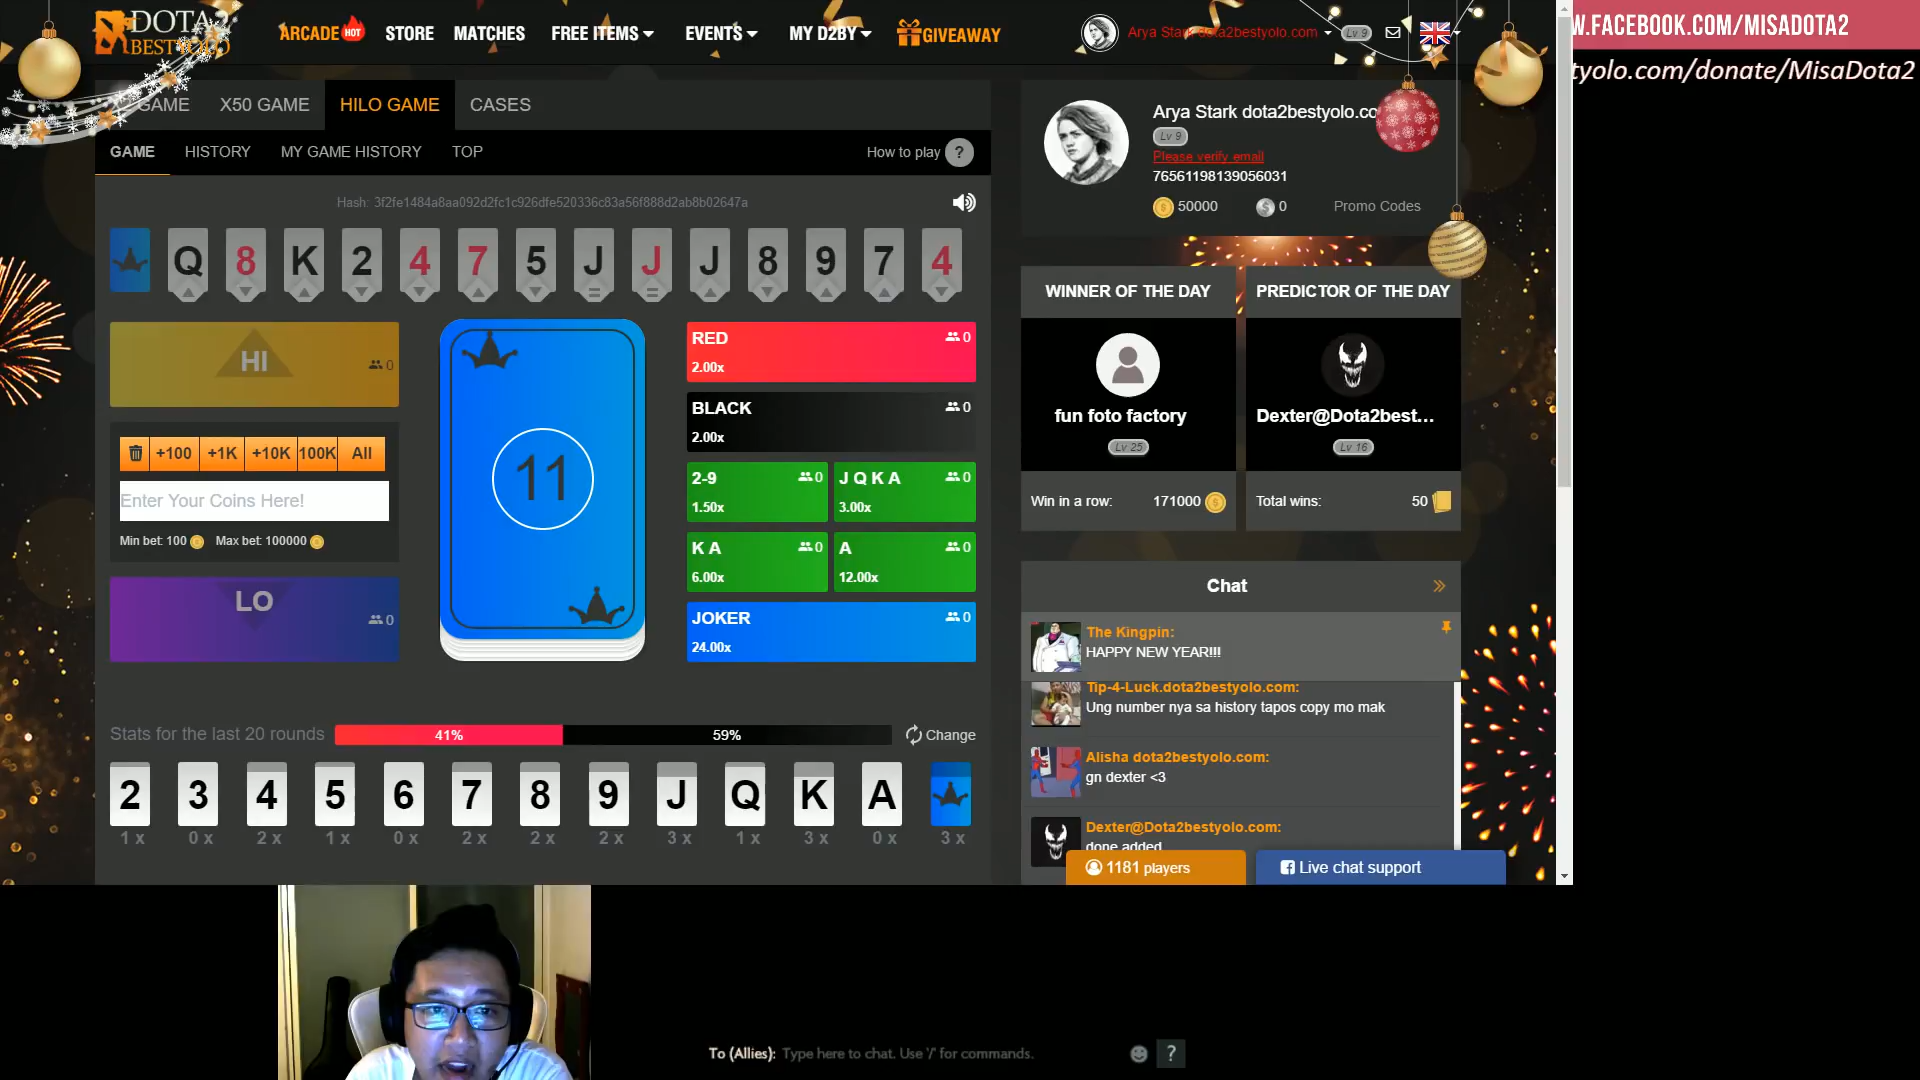 DOTA2
BESTYOLO
ARCADE HOT
STORE
MATCHES
FREE ITEMS
EVENTS
MY D2BY
GIVEAWAY
Arya Stark dota2bestyolo.com
Lv 9
W.FACEBOOK.COM/MISADOTA2
tyolo.com/donate/MisaDota2
GAME
X50 GAME
HILO GAME
CASES
GAME
HISTORY
MY GAME HISTORY
TOP
How to play ?
Hash: 3f2fe1484a8aa092d2fc1c926dfe520336c83a56f888d2ab8b02647a
Q 8 K 2 4 7 5 J J J 8 9 7 4
HI
0
+100 +1K +10K 100K All
Enter Your Coins Here!
Min bet: 100 Max bet: 100000
LO
0
11
RED 0
2.00x
BLACK 0
2.00x
2-9 0
1.50x
J Q K A 0
3.00x
K A 0
6.00x
A 0
12.00x
JOKER 0
24.00x
Stats for the last 20 rounds
41%
59%
Change
2 3 4 5 6 7 8 9 J Q K A
1 x 0 x 2 x 1 x 0 x 2 x 2 x 2 x 3 x 1 x 3 x 0 x 3 x
Arya Stark dota2bestyolo.co
Lv 9
Please verify email
76561198139056031
50000 0 Promo Codes
WINNER OF THE DAY
fun foto factory
Lv 25
Win in a row: 171000
PREDICTOR OF THE DAY
Dexter@Dota2best...
Lv 16
Total wins: 50
Chat
The Kingpin:
HAPPY NEW YEAR!!!
Tip-4-Luck.dota2bestyolo.com:
Ung number nya sa history tapos copy mo mak
Alisha dota2bestyolo.com:
gn dexter <3
Dexter@Dota2bestyolo.com:
done added
1181 players
Live chat support
To (Allies): Type here to chat. Use '/' for commands.
?